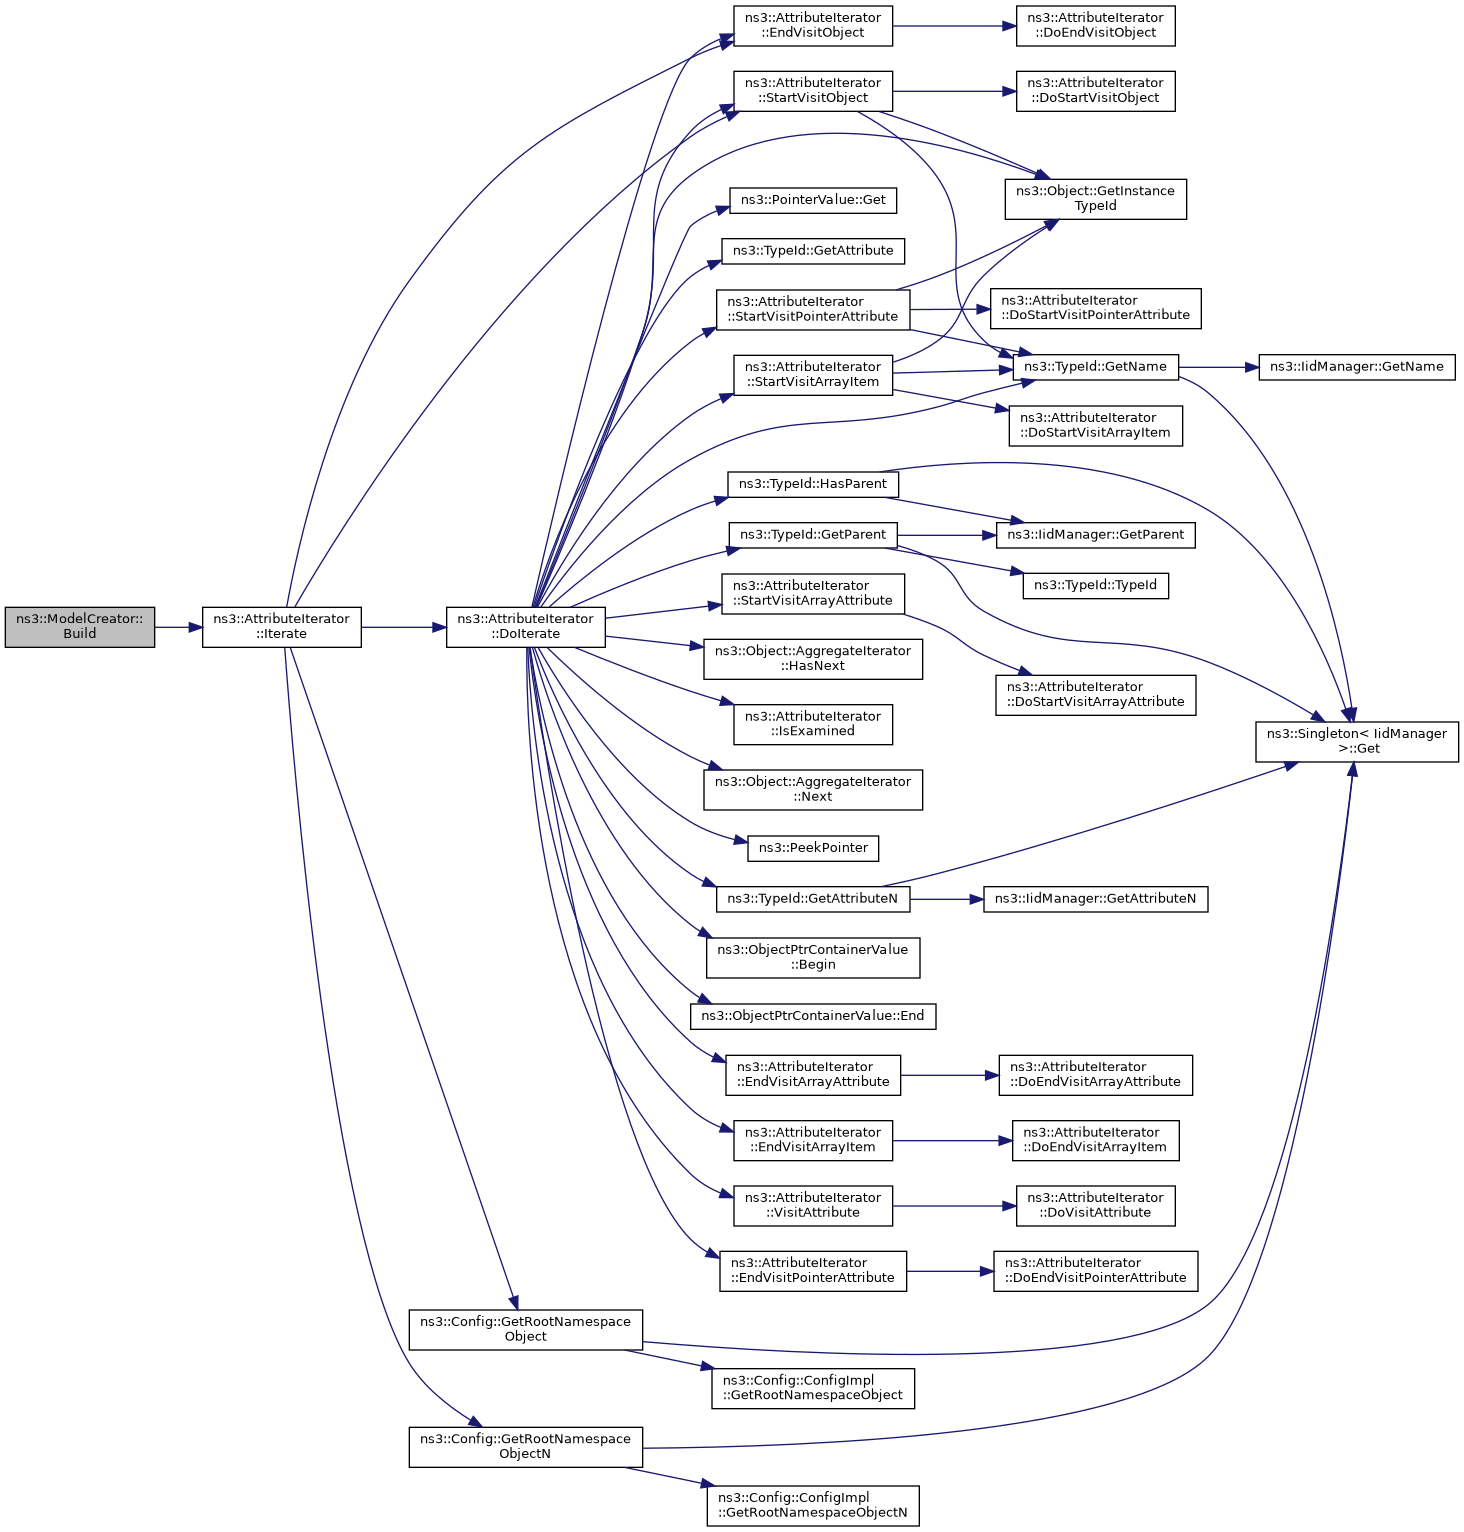 ns3::ModelCreator::
Build
ns3::AttributeIterator
::Iterate
ns3::AttributeIterator
::DoIterate
ns3::Config::GetRootNamespace
Object
ns3::Config::GetRootNamespace
ObjectN
ns3::AttributeIterator
::EndVisitObject
ns3::AttributeIterator
::StartVisitObject
ns3::PointerValue::Get
ns3::TypeId::GetAttribute
ns3::AttributeIterator
::StartVisitPointerAttribute
ns3::AttributeIterator
::StartVisitArrayItem
ns3::TypeId::HasParent
ns3::TypeId::GetParent
ns3::AttributeIterator
::StartVisitArrayAttribute
ns3::Object::AggregateIterator
::HasNext
ns3::AttributeIterator
::IsExamined
ns3::Object::AggregateIterator
::Next
ns3::PeekPointer
ns3::TypeId::GetAttributeN
ns3::ObjectPtrContainerValue
::Begin
ns3::ObjectPtrContainerValue::End
ns3::AttributeIterator
::EndVisitArrayAttribute
ns3::AttributeIterator
::EndVisitArrayItem
ns3::AttributeIterator
::VisitAttribute
ns3::AttributeIterator
::EndVisitPointerAttribute
ns3::Config::ConfigImpl
::GetRootNamespaceObject
ns3::Config::ConfigImpl
::GetRootNamespaceObjectN
ns3::AttributeIterator
::DoEndVisitObject
ns3::AttributeIterator
::DoStartVisitObject
ns3::Object::GetInstance
TypeId
ns3::AttributeIterator
::DoStartVisitPointerAttribute
ns3::TypeId::GetName
ns3::AttributeIterator
::DoStartVisitArrayItem
ns3::IidManager::GetParent
ns3::TypeId::TypeId
ns3::AttributeIterator
::DoStartVisitArrayAttribute
ns3::IidManager::GetAttributeN
ns3::AttributeIterator
::DoEndVisitArrayAttribute
ns3::AttributeIterator
::DoEndVisitArrayItem
ns3::AttributeIterator
::DoVisitAttribute
ns3::AttributeIterator
::DoEndVisitPointerAttribute
ns3::IidManager::GetName
ns3::Singleton< IidManager
>::Get